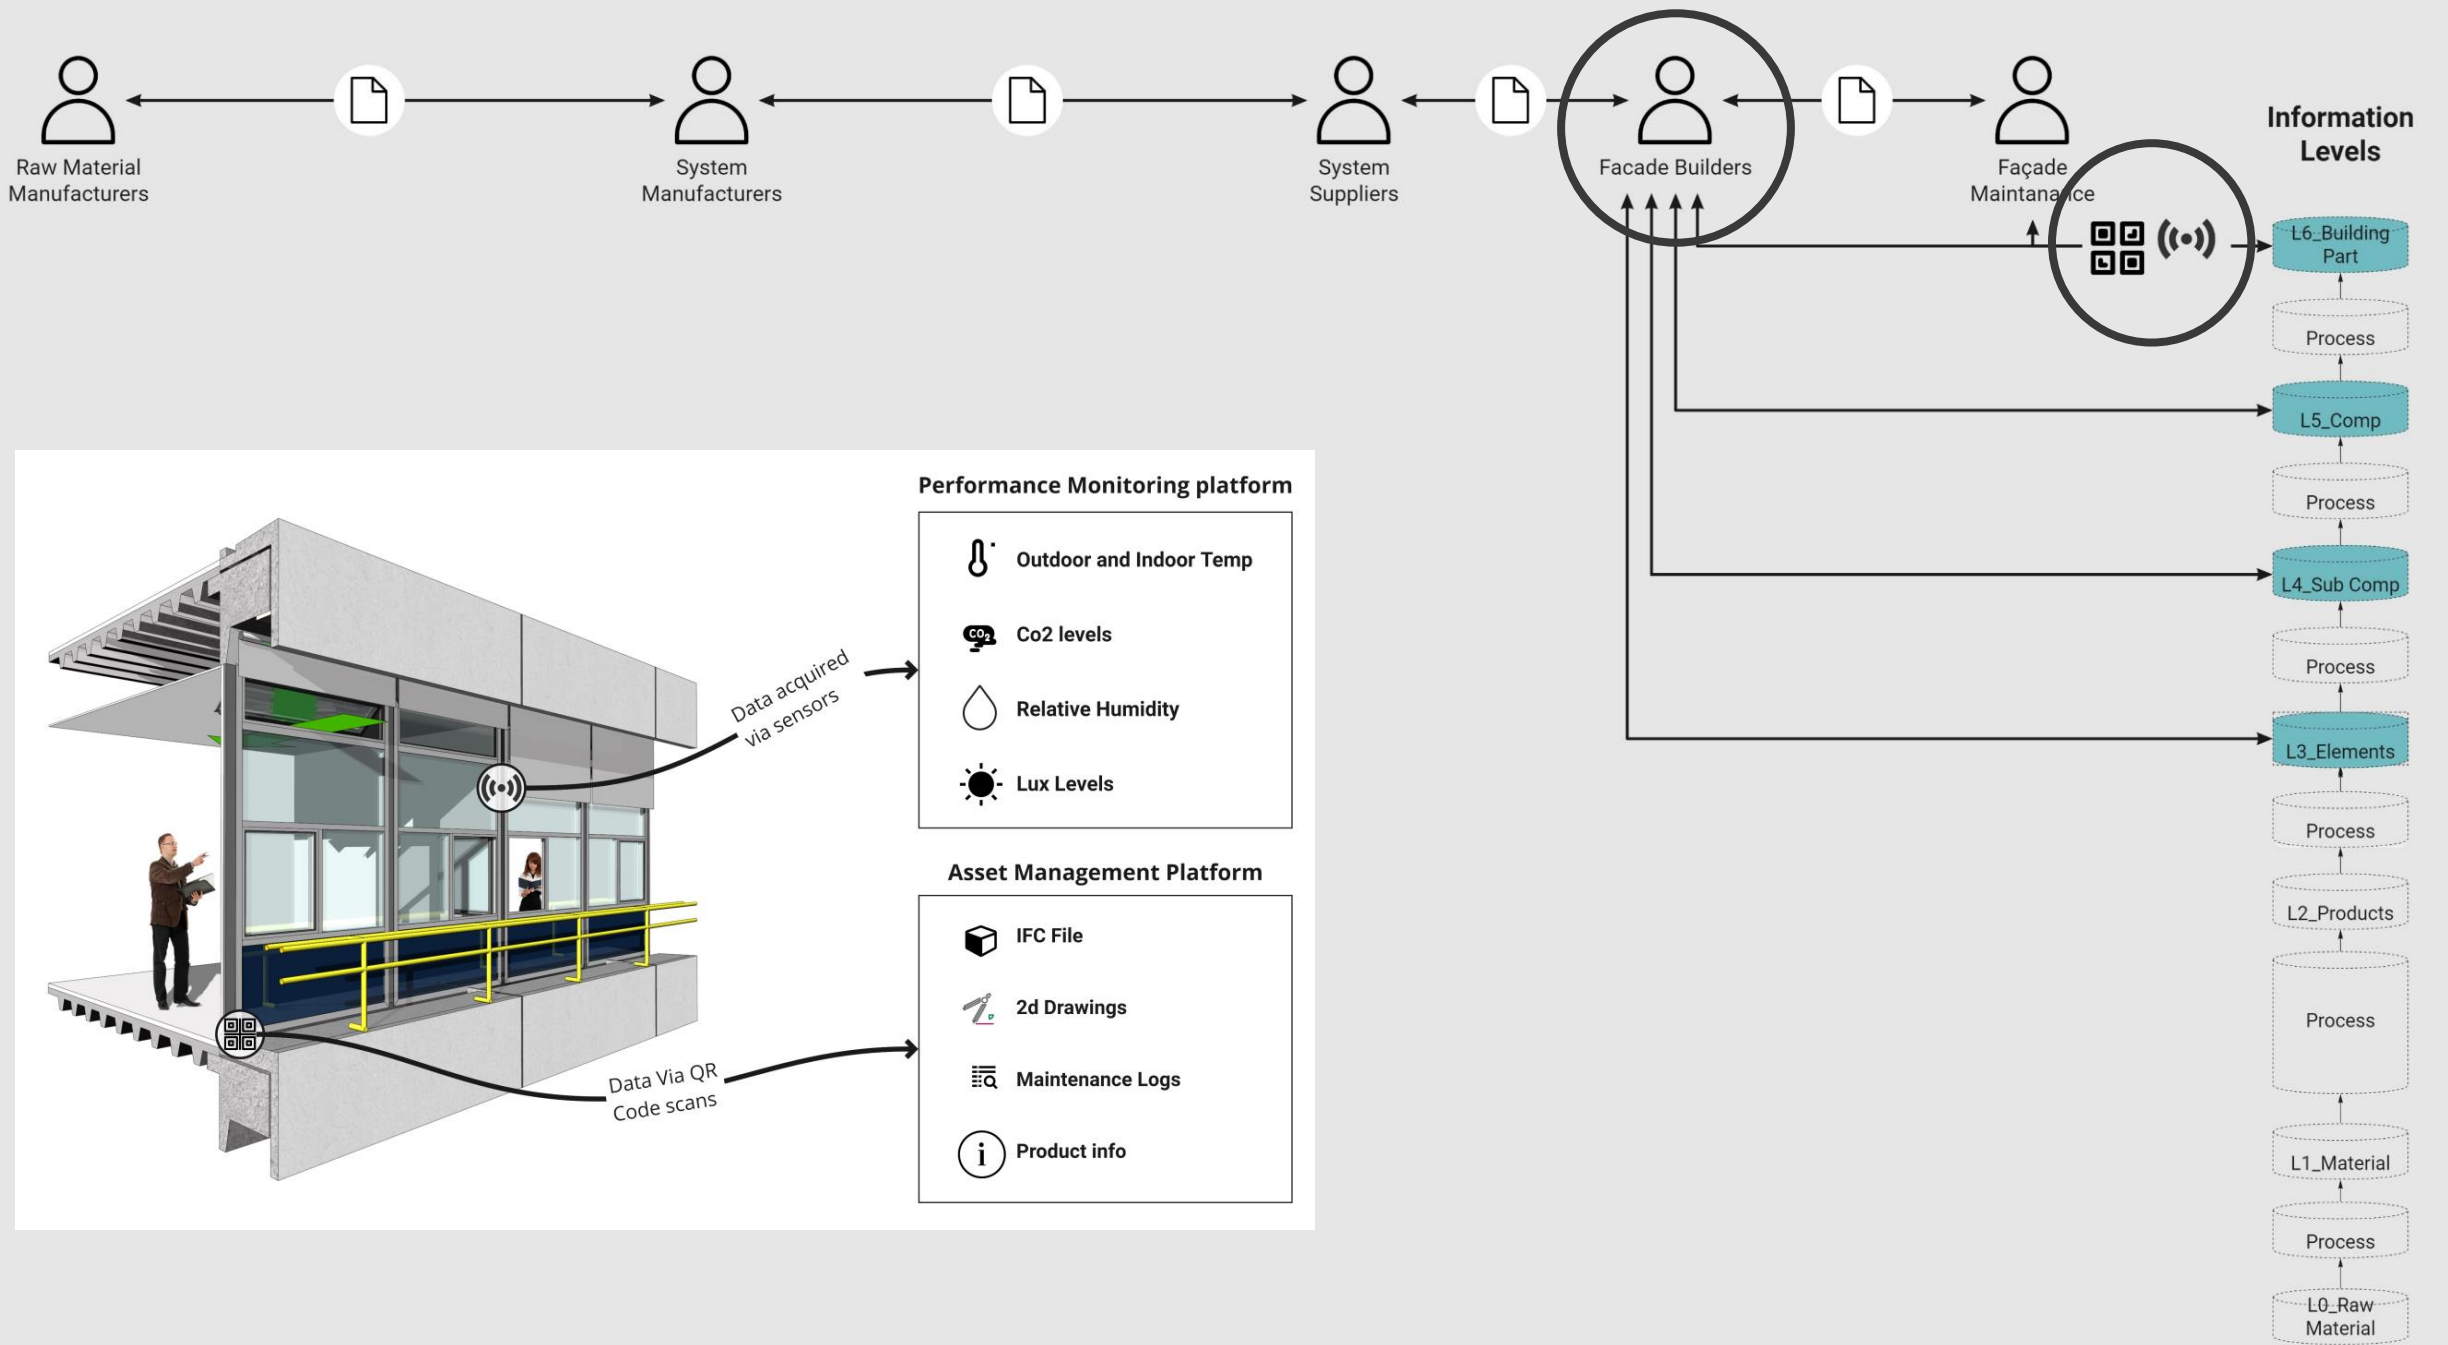 Raw Material
Manufacturers
System
Manufacturers
System
Suppliers
Facade Builders
Façade
Maintanance
Information
Levels
L6_Building
Part
Process
L5_Comp
Process
L4_Sub Comp
Process
L3_Elements
Process
L2_Products
Process
L1_Material
Process
L0_Raw
Material
Performance Monitoring platform
Outdoor and Indoor Temp
CO2
Co2 levels
Relative Humidity
Lux Levels
Data acquired
via sensors
Asset Management Platform
IFC File
2d Drawings
Maintenance Logs
i
Product info
Data Via QR
Code scans